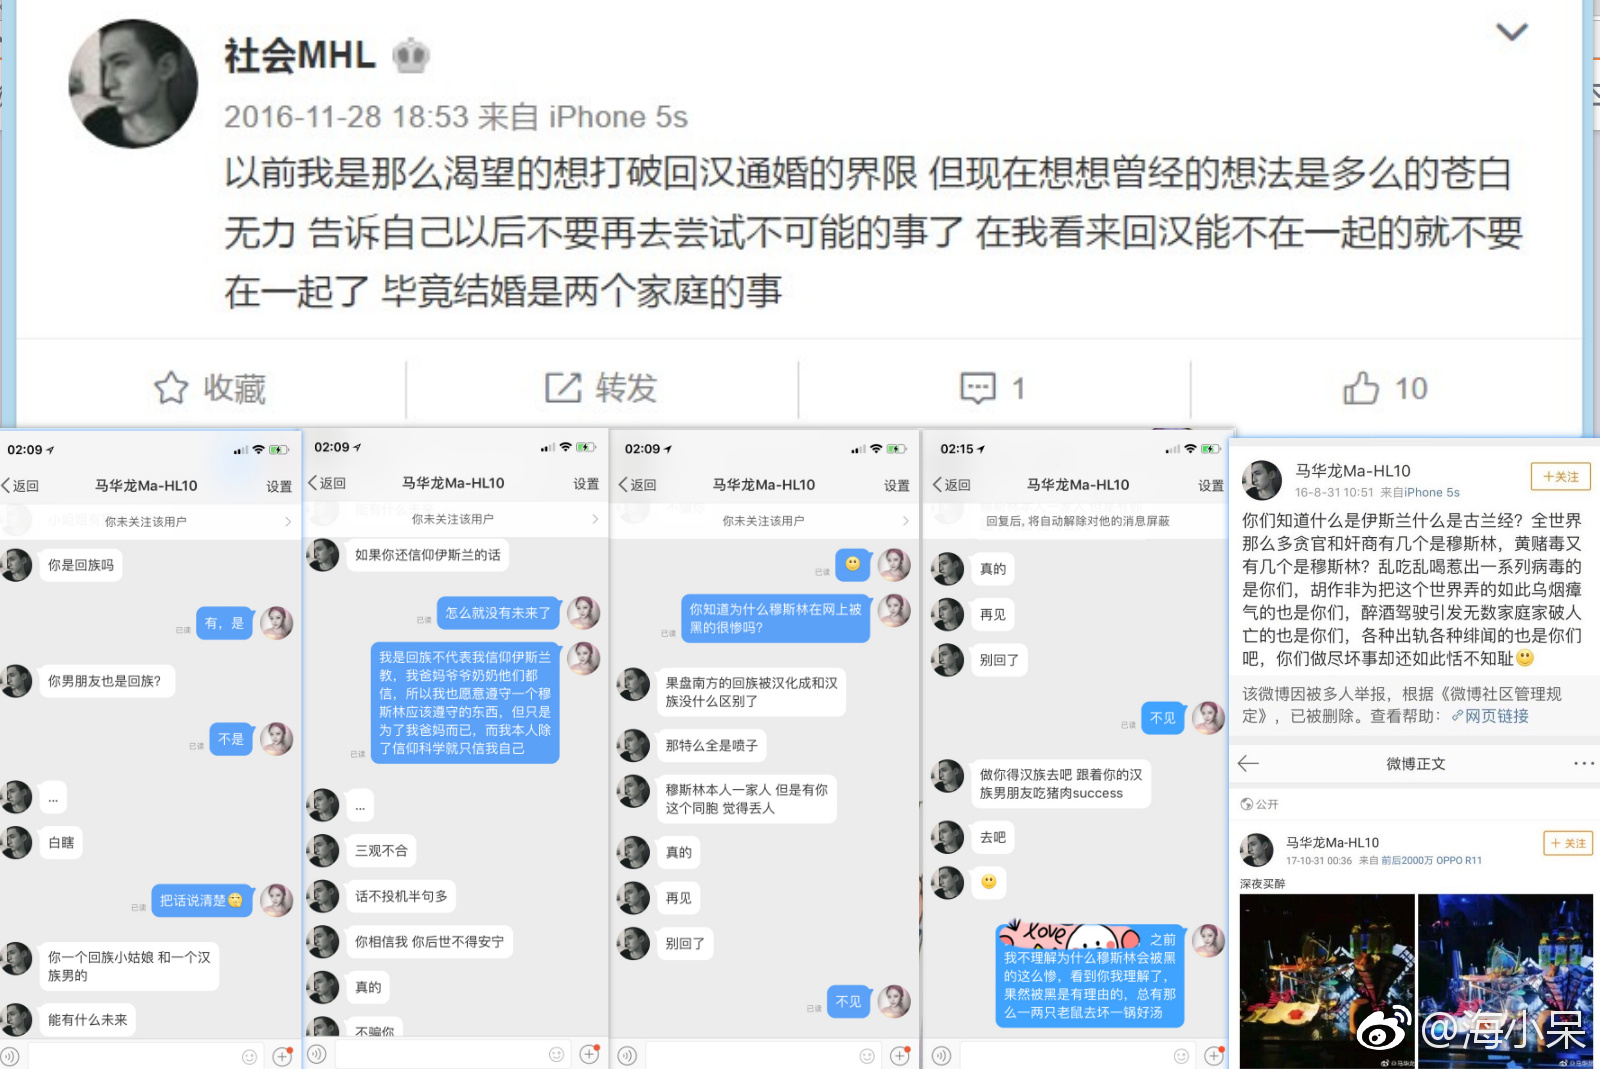 社会MHL
2016-11-28 18:53 来自 iPhone 5s
以前我是那么渴望的想打破回汉通婚的界限 但现在想想曾经的想法是多么的苍白
无力 告诉自己以后不要再去尝试不可能的事了 在我看来回汉能不在一起的就不要
在一起了 毕竟结婚是两个家庭的事
收藏
转发
1
10
02:09
返回
马华龙Ma-HL10
设置
你未关注该用户
你是回族吗
有，是
已读
你男朋友也是回族?
不是
已读
...
白瞎
把话说清楚
已读
你一个回族小姑娘 和一个汉
族男的
能有什么未来
02:09
返回
马华龙Ma-HL10
设置
你未关注该用户
如果你还信仰伊斯兰的话
怎么就没有未来了
已读
我是回族不代表我信仰伊斯兰
教，我爸妈爷爷奶奶他们都
信，所以我也愿意遵守一个穆
斯林应该遵守的东西，但只是
为了我爸妈而已，而我本人除
了信仰科学就只信我自己
已读
...
三观不合
话不投机半句多
你相信我 你后世不得安宁
真的
不骗你
02:09
返回
马华龙Ma-HL10
设置
你未关注该用户
已读
你知道为什么穆斯林在网上被
黑的很惨吗?
已读
果盘南方的回族被汉化成和汉
族没什么区别了
那特么全是喷子
穆斯林本人一家人 但是有你
这个同胞 觉得丢人
真的
再见
别回了
不见
已读
02:15
返回
马华龙Ma-HL10
设置
回复后, 将自动解除对他的消息屏蔽
真的
再见
别回了
不见
已读
做你得汉族去吧 跟着你的汉
族男朋友吃猪肉success
去吧
xove
之前
我不理解为什么穆斯林会被黑
的这么惨，看到你我理解了，
果然被黑是有理由的，总有那
么一两只老鼠去坏一锅好汤
马华龙Ma-HL10
16-8-31 10:51 来自iPhone 5s
+关注
你们知道什么是伊斯兰什么是古兰经？全世界
那么多贪官和奸商有几个是穆斯林，黄赌毒又
有几个是穆斯林？乱吃乱喝惹出一系列病毒的
是你们，胡作非为把这个世界弄的如此乌烟瘴
气的也是你们，醉酒驾驶引发无数家庭家破人
亡的也是你们，各种出轨各种绯闻的也是你们
吧，你们做尽坏事却还如此恬不知耻
该微博因被多人举报，根据《微博社区管理规
定》，已被删除。查看帮助：网页链接
微博正文
公开
马华龙Ma-HL10
17-10-31 00:36 来自 前后2000万 OPPO R11
+关注
深夜买醉
@海小呆